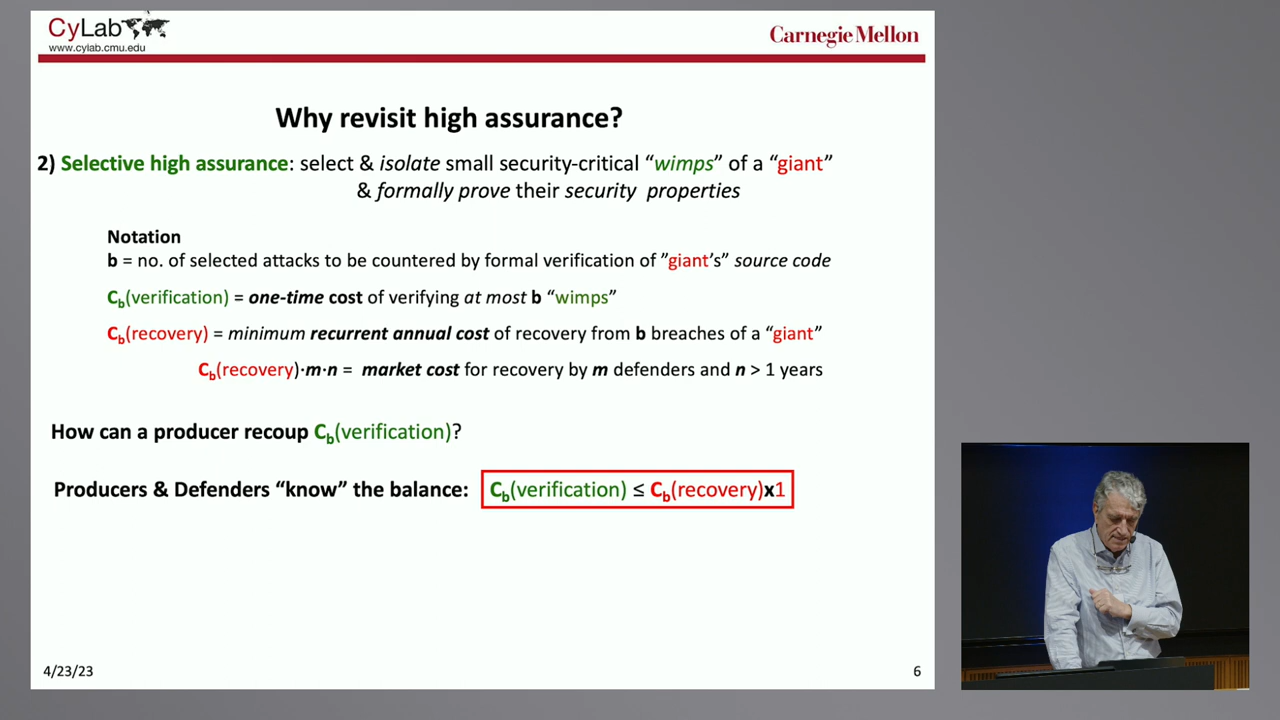 CyLab
www.cylab.cmu.edu
Carnegie Mellon
Why revisit high assurance?
2) Selective high assurance: select & isolate small security-critical “wimps” of a “giant”
& formally prove their security properties
Notation
b = no. of selected attacks to be countered by formal verification of ”giant’s” source code
Cb(verification) = one-time cost of verifying at most b “wimps”
Cb(recovery) = minimum recurrent annual cost of recovery from b breaches of a “giant”
Cb(recovery)·m·n = market cost for recovery by m defenders and n > 1 years
How can a producer recoup Cb(verification)?
Producers & Defenders “know” the balance: Cb(verification) ≤ Cb(recovery)x1
4/23/23
6